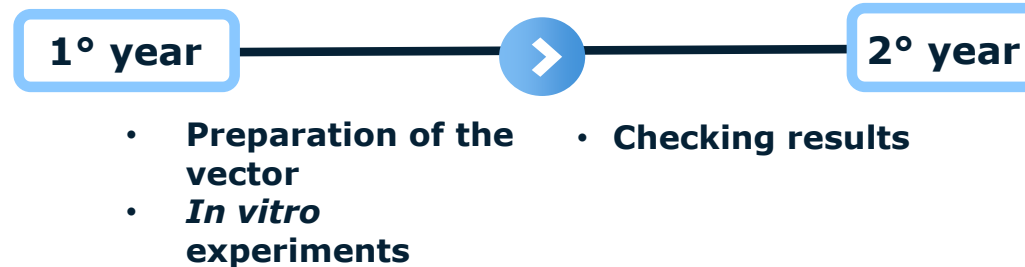 1° year
2° year
• Preparation of the
vector
• In vitro
experiments
• Checking results